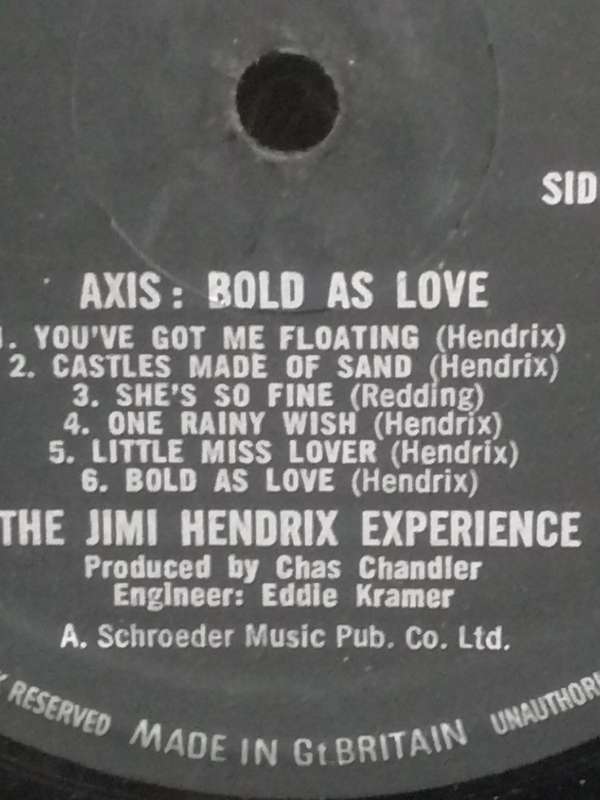 SID
AXIS: BOLD AS LOVE
1. YOU'VE GOT ME FLOATING (Hendrix)
2. CASTLES MADE OF SAND (Hendrix)
3. SHE'S SO FINE (Redding)
4. ONE RAINY WISH (Hendrix)
5. LITTLE MISS LOVER (Hendrix)
6. BOLD AS LOVE (Hendrix)
THE JIMI HENDRIX EXPERIENCE
Produced by Chas Chandler
Engineer: Eddie Kramer
A. Schroeder Music Pub. Co. Ltd.
RESERVED MADE IN Gt. BRITAIN UNAUTHOR